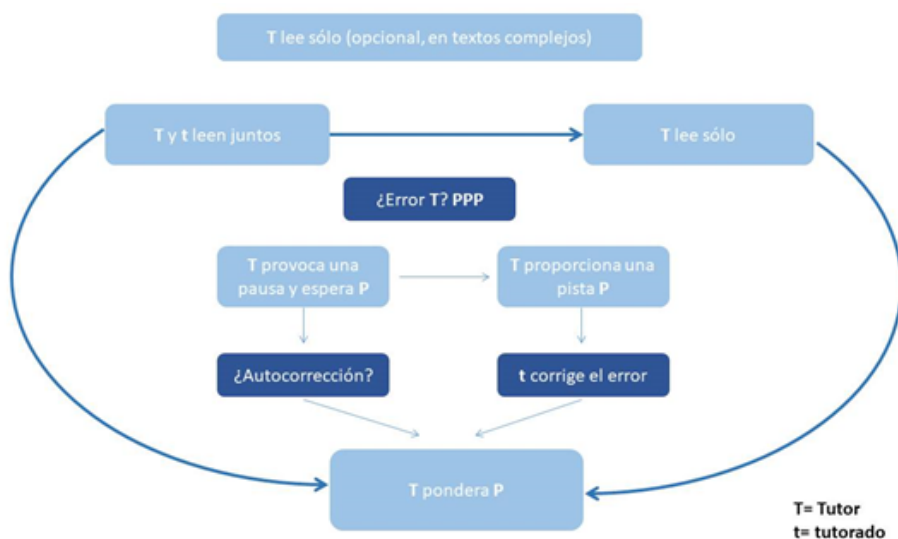 T lee sólo (opcional, en textos complejos)
T y t leen juntos
T lee sólo
¿Error T? PPP
T provoca una
pausa y espera P
T proporciona una
pista P
¿Autocorrección?
t corrige el error
T pondera P
T= Tutor
t= tutorado